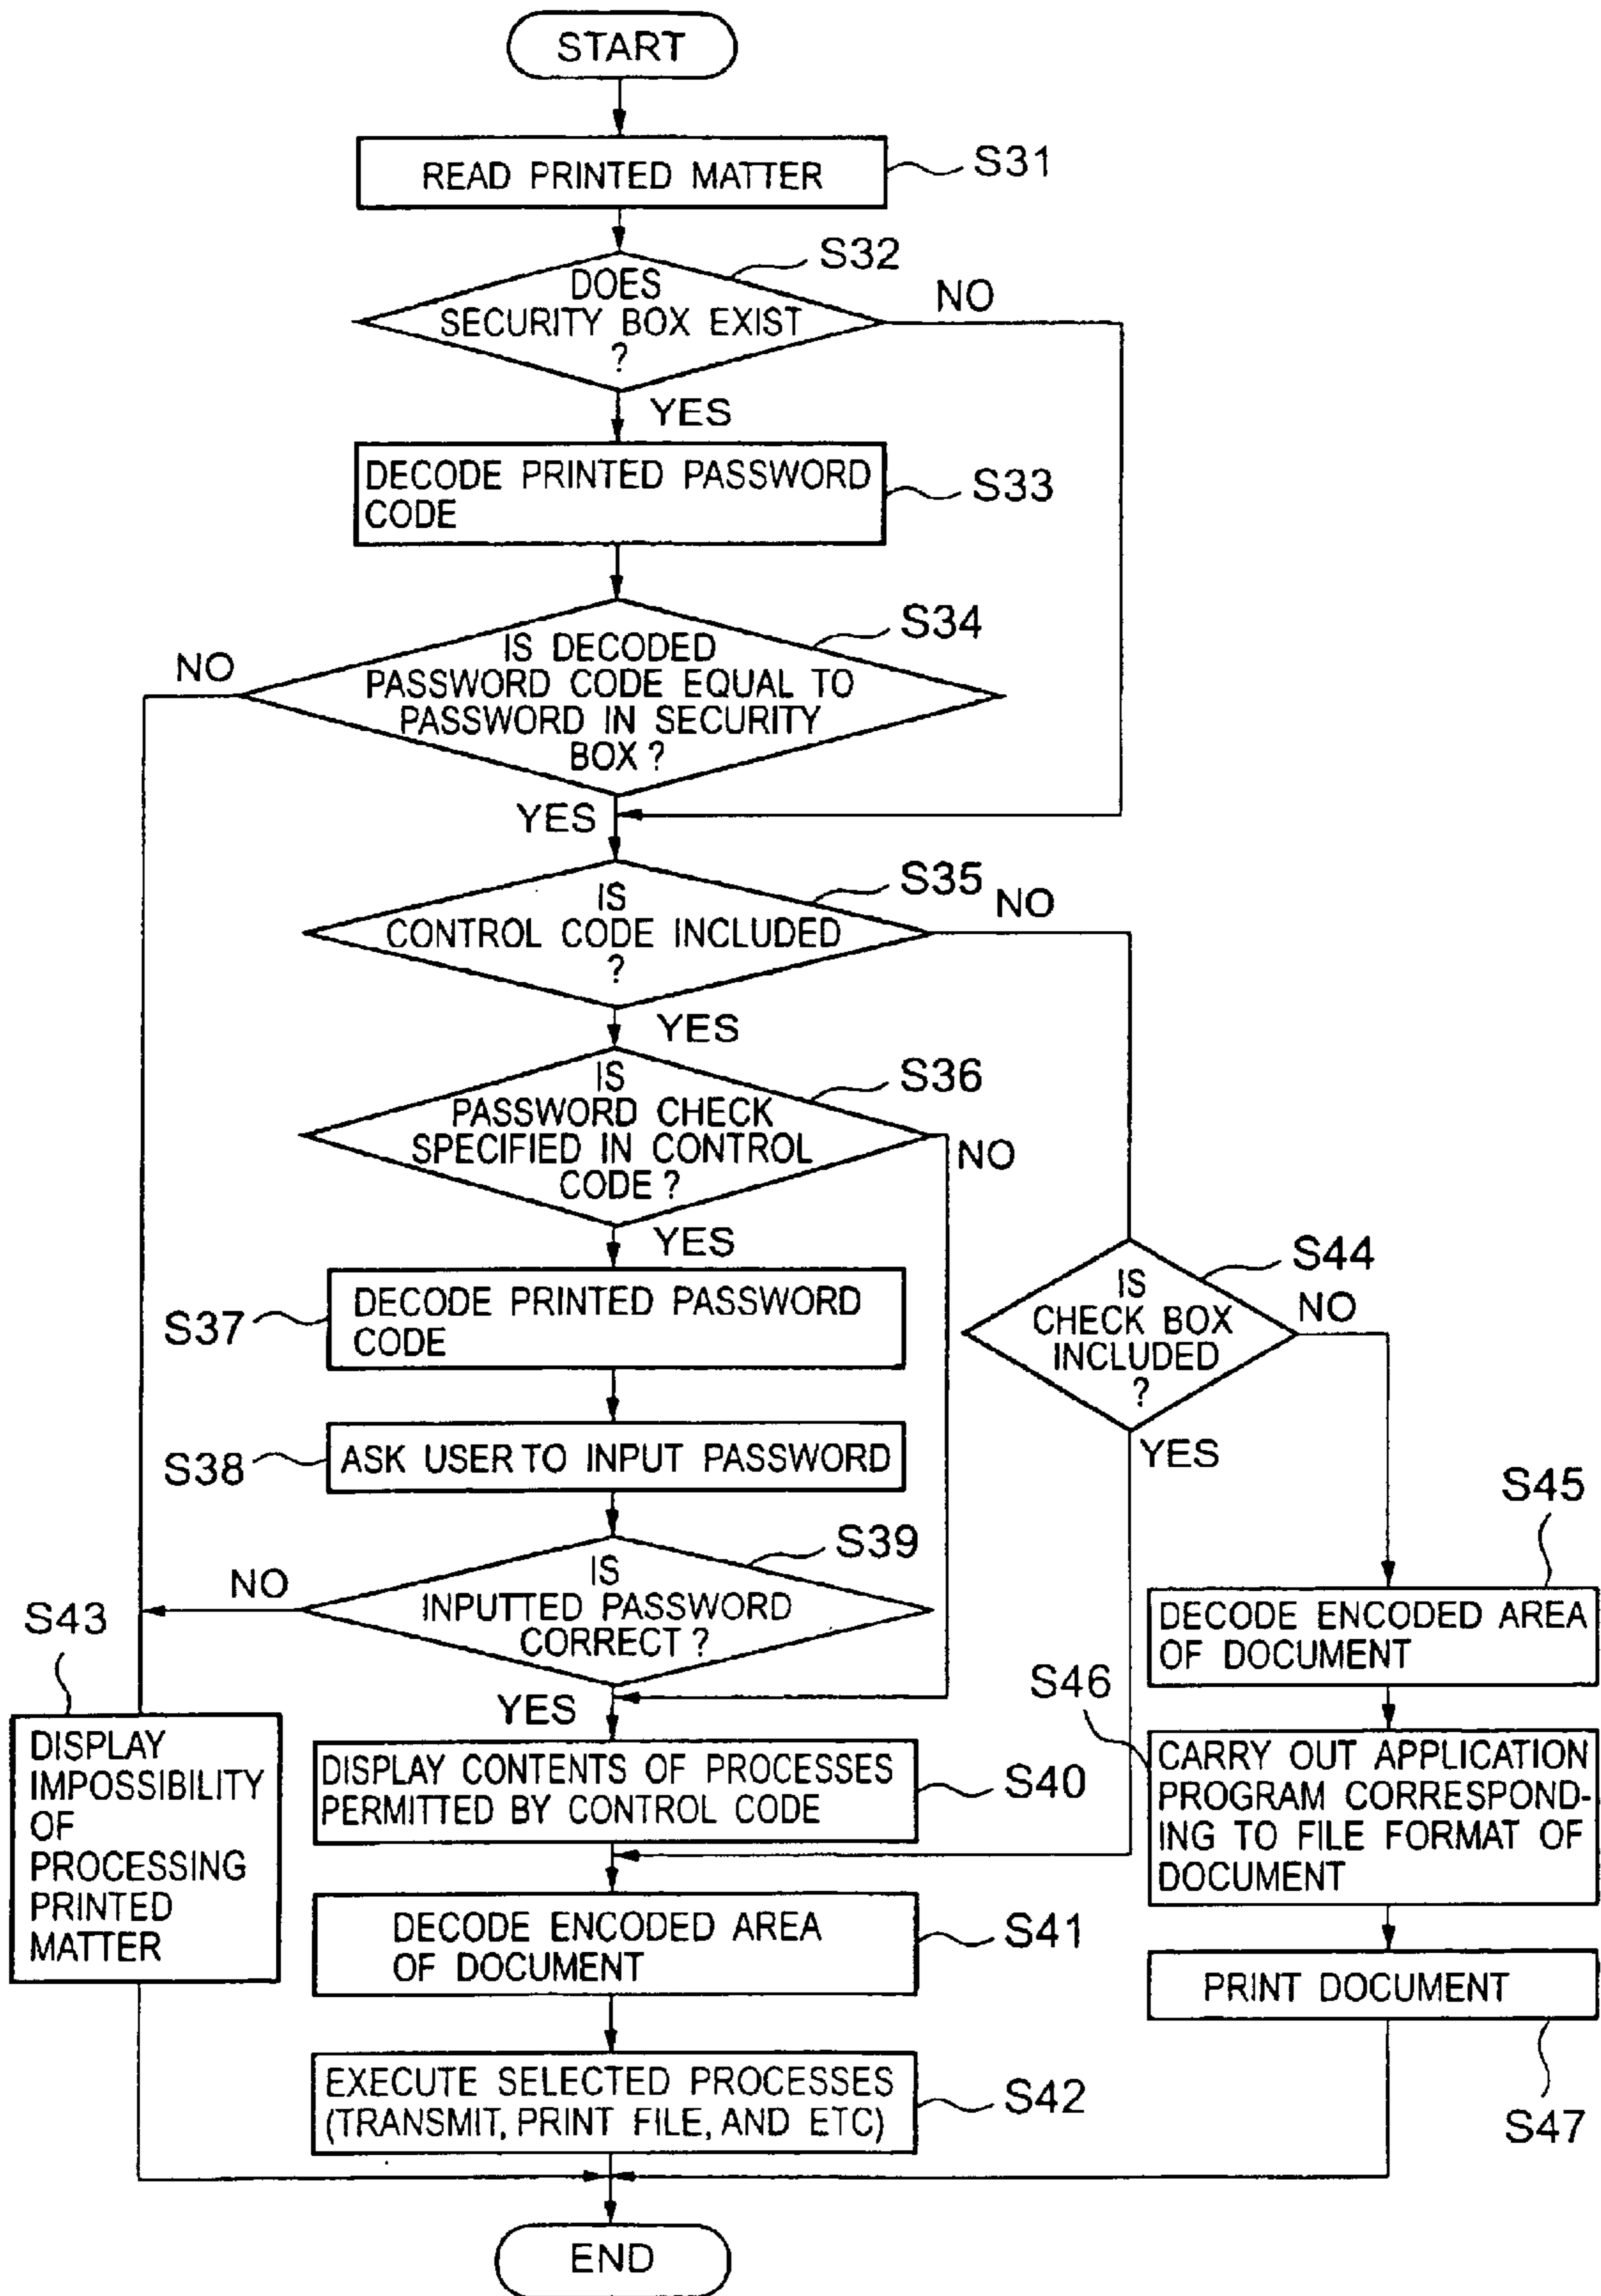 START
READ PRINTED MATTER
S31
DOES
SECURITY BOX EXIST
?
S32
NO
YES
DECODE PRINTED PASSWORD
CODE
S33
IS DECODED
PASSWORD CODE EQUAL TO
PASSWORD IN SECURITY
BOX ?
S34
NO
YES
IS
CONTROL CODE INCLUDED
?
S35
NO
YES
IS
PASSWORD CHECK
SPECIFIED IN CONTROL
CODE ?
S36
NO
YES
DECODE PRINTED PASSWORD
CODE
S37
ASK USER TO INPUT PASSWORD
S38
IS
INPUTTED PASSWORD
CORRECT ?
S39
NO
YES
S43
DISPLAY
IMPOSSIBILITY
OF
PROCESSING
PRINTED
MATTER
DISPLAY CONTENTS OF PROCESSES
PERMITTED BY CONTROL CODE
S40
DECODE ENCODED AREA
OF DOCUMENT
S41
EXECUTE SELECTED PROCESSES
(TRANSMIT, PRINT FILE, AND ETC)
S42
IS
CHECK BOX
INCLUDED
?
S44
NO
YES
S45
DECODE ENCODED AREA
OF DOCUMENT
S46
CARRY OUT APPLICATION
PROGRAM CORRESPOND-
ING TO FILE FORMAT OF
DOCUMENT
PRINT DOCUMENT
S47
END